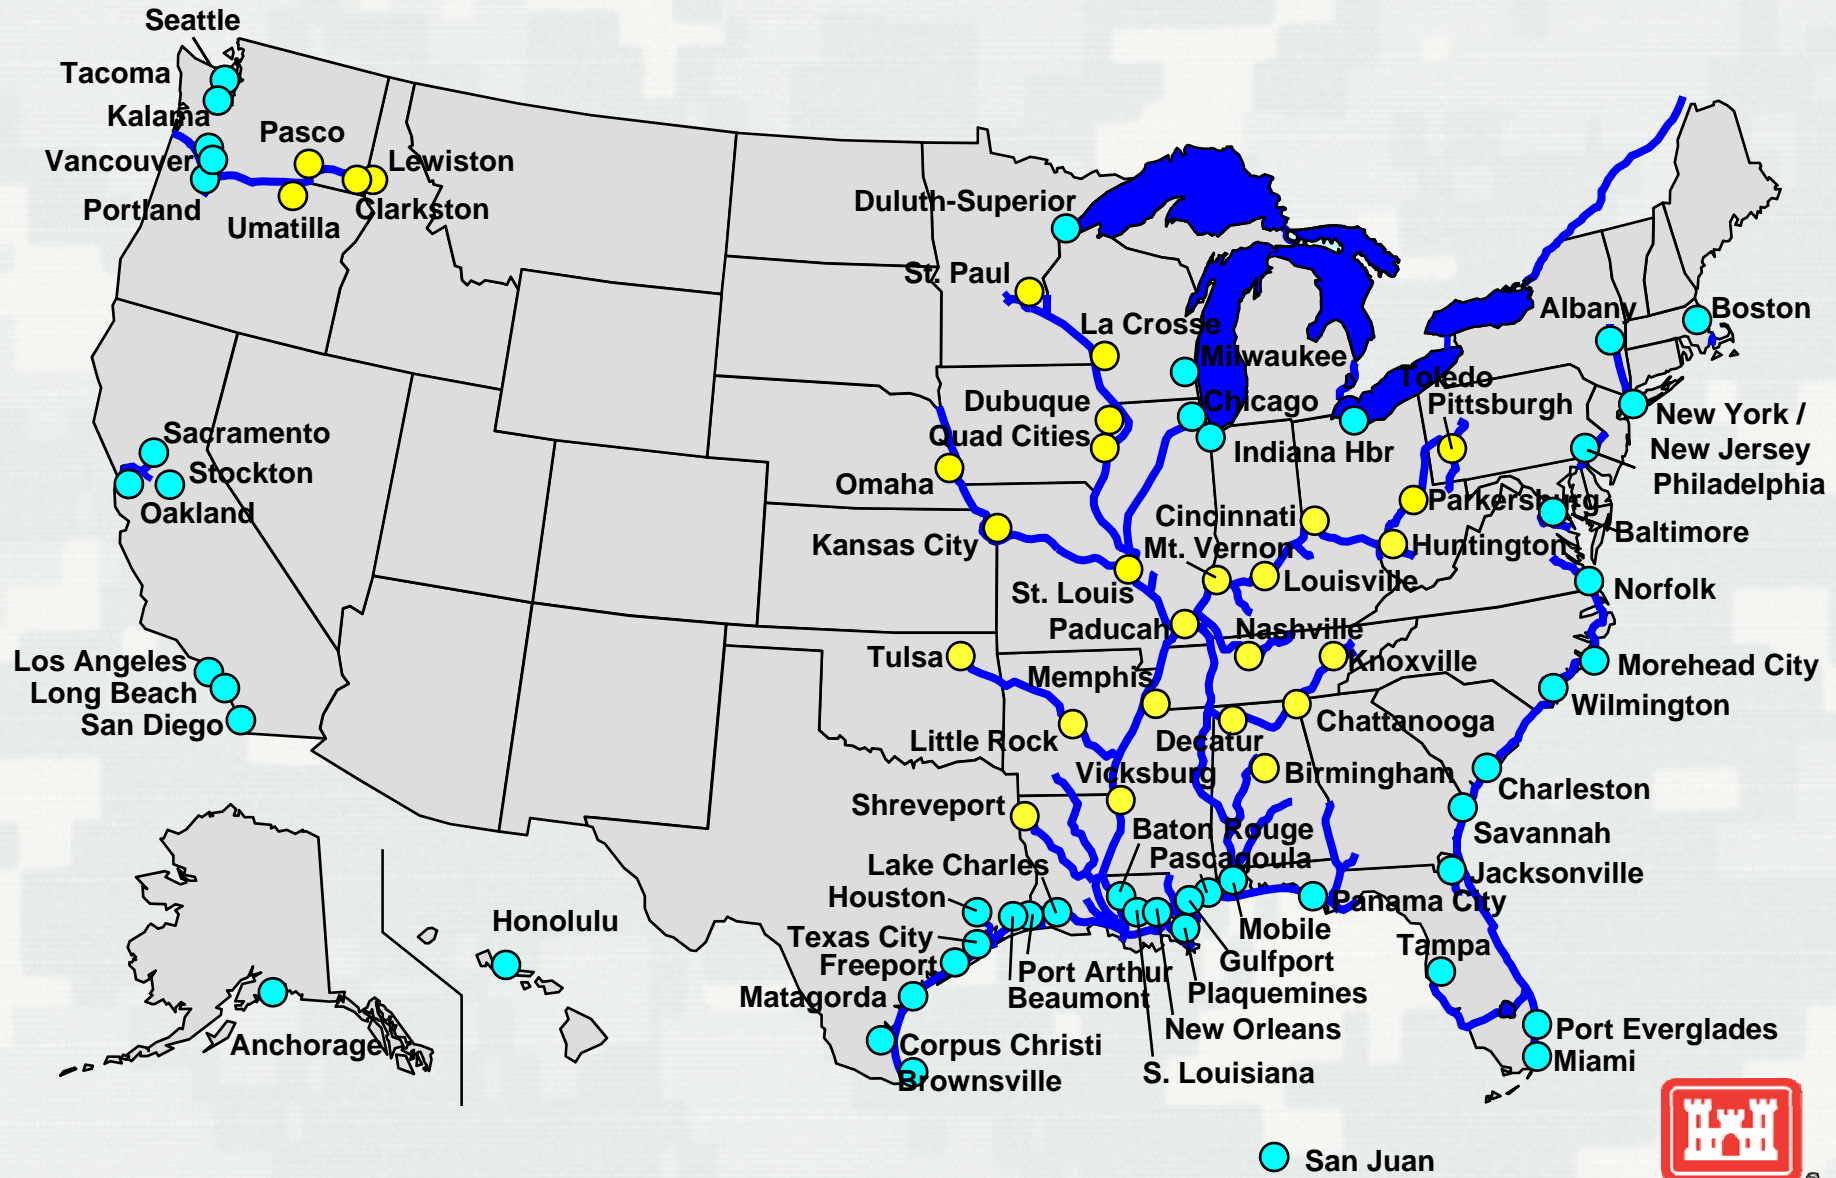 Seattle
Tacoma
Kalama
Pasco
Vancouver
Lewiston
Portland
Clarkston
Umatilla
Duluth-Superior
St. Paul
La Crosse
Albany
Boston
Milwaukee
Toledo
Dubuque
Chicago
Pittsburgh
Quad Cities
New York /
New Jersey
Sacramento
Indiana Hbr
Stockton
Omaha
Philadelphia
Oakland
Parkersburg
Cincinnati
Baltimore
Kansas City
Mt. Vernon
Huntington
Louisville
St. Louis
Norfolk
Paducah
Nashville
Los Angeles
Tulsa
Knoxville
Morehead City
Long Beach
Memphis
Wilmington
San Diego
Chattanooga
Little Rock
Decatur
Vicksburg
Birmingham
Charleston
Shreveport
Baton Rouge
Savannah
Pascagoula
Lake Charles
Jacksonville
Houston
Panama City
Honolulu
Mobile
Texas City
Tampa
Freeport
Gulfport
Port Arthur
Matagorda
Beaumont
Plaquemines
New Orleans
Port Everglades
Anchorage
Corpus Christi
Miami
S. Louisiana
Brownsville
San Juan
®